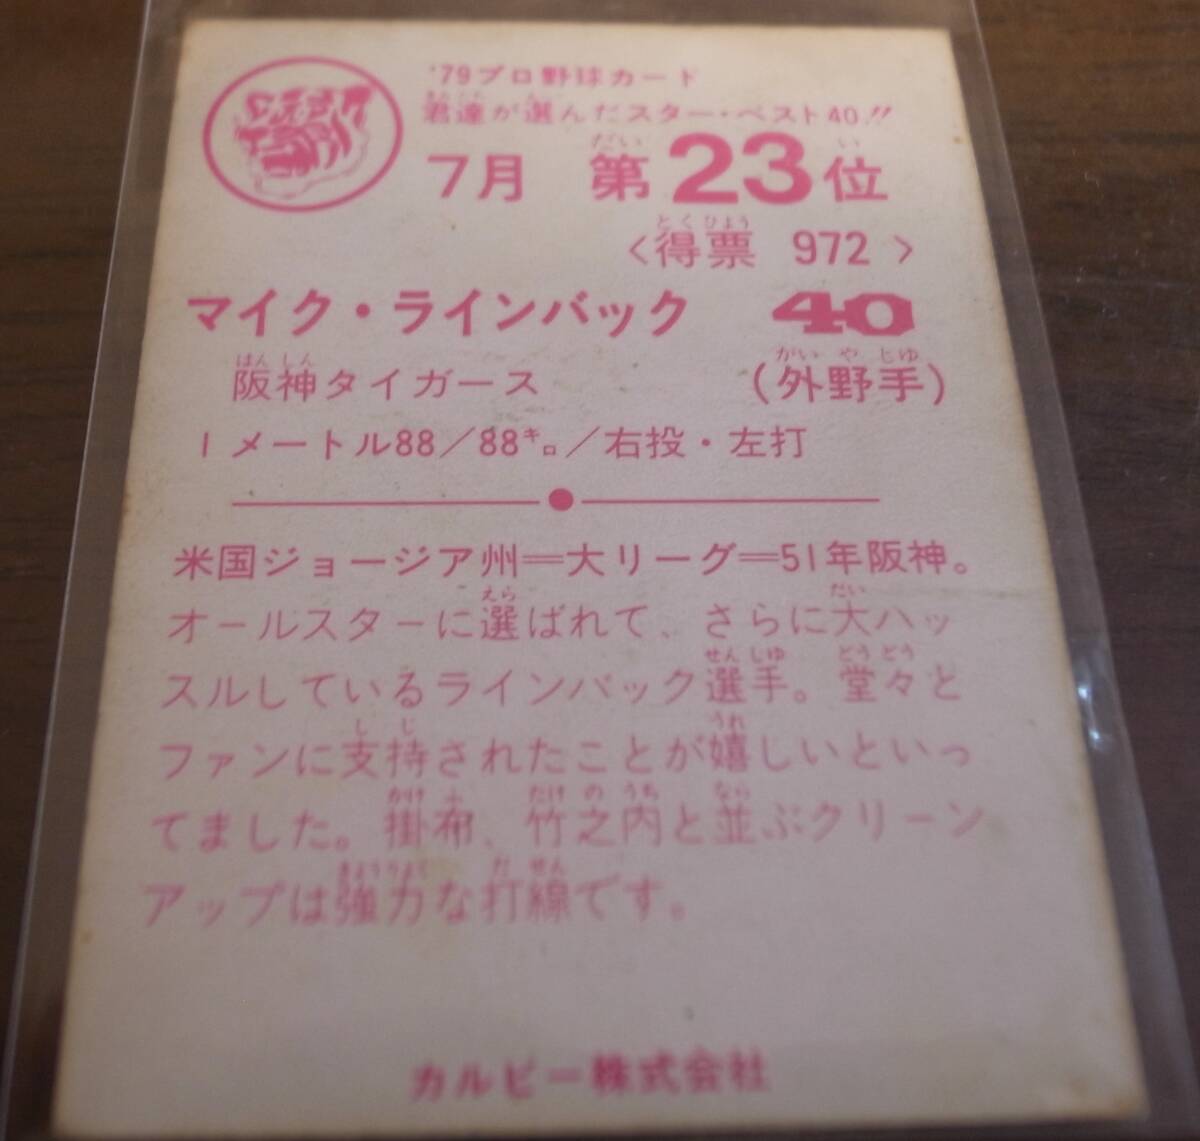 '79プロ野球カード
君達が選んだスター・ベスト40!!
7月 第23位
<得票 972>
マイク・ラインバック 40
阪神タイガース (外野手)
1メートル88/88キロ/右投・左打
米国ジョージア州=大リーグ=51年阪神。
オールスターに選ばれて、さらに大ハッ
スルしているラインバック選手。堂々と
ファンに支持されたことが嬉しいといっ
てました。掛布、竹之内と並ぶクリーン
アップは強力な打線です。
カルビー株式会社